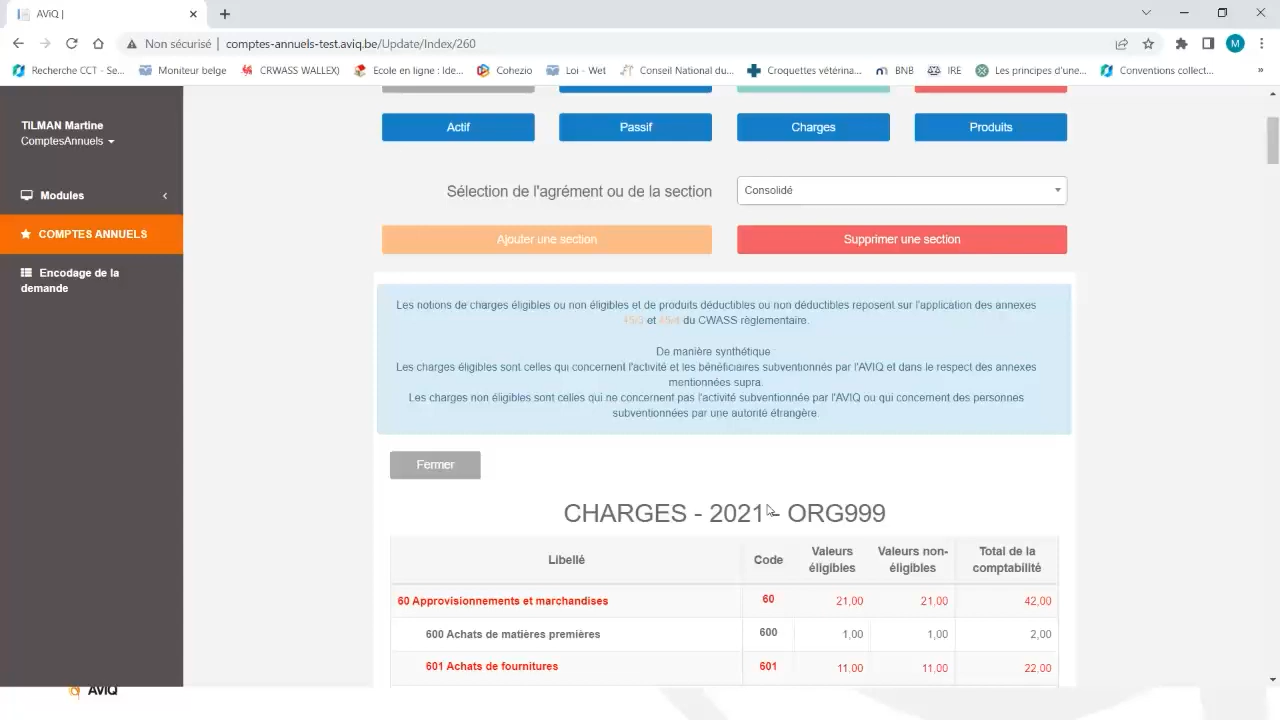 AViQ |
Non sécurisé | comptes-annuels-test.aviq.be/Update/Index/260
M
Recherche CCT - Se... Moniteur belge CRWASS WALLEX) Ecole en ligne : Ide... Cohezio Loi - Wet Conseil National du... Croquettes vétérina... BNB IRE Les principes d'une... Conventions collect... »
TILMAN Martine
ComptesAnnuels
Modules
COMPTES ANNUELS
Encodage de la
demande
Actif Passif Charges Produits
Sélection de l'agrément ou de la section Consolidé
Ajouter une section Supprimer une section
Les notions de charges éligibles ou non éligibles et de produits déductibles ou non déductibles reposent sur l'application des annexes
et du CWASS règlementaire.
De manière synthétique
Les charges éligibles sont celles qui concernent l'activité et les bénéficiaires subventionnés par l'AVIQ et dans le respect des annexes
mentionnées supra.
Les charges non éligibles sont celles qui ne concernent pas l'activité subventionnée par l'AVIQ ou qui concernent des personnes
subventionnées par une autorité étrangère.
Fermer
CHARGES - 2021 - ORG999
Libellé Code Valeurs éligibles Valeurs non-éligibles Total de la comptabilité
60 Approvisionnements et marchandises 60 21,00 21,00 42,00
600 Achats de matières premières 600 1,00 1,00 2,00
601 Achats de fournitures 601 11,00 11,00 22,00
AVIQ